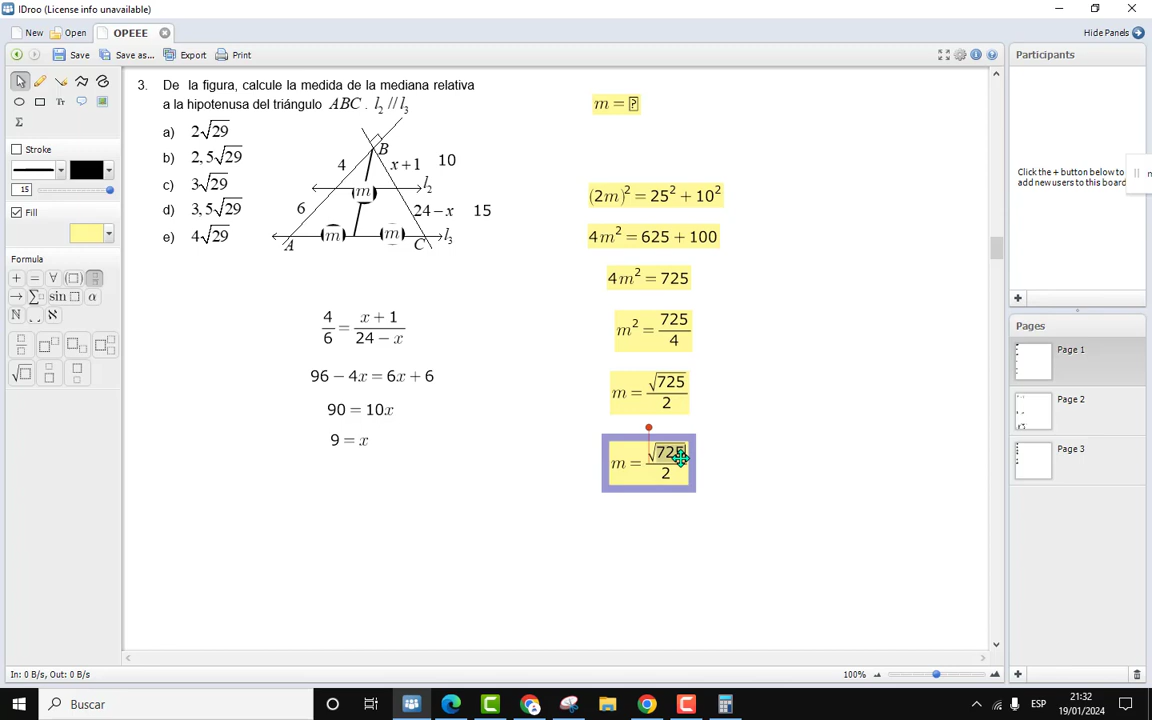 IDroo (License info unavailable)
New Open OPEEE Hide Panels
Save Save as... Export Print
Participants
Tr
Σ
Stroke
15
Fill
Formula
+ = ∀ (□)
→ ∑ sin □ α
ℕ ℵ
3. De la figura, calcule la medida de la mediana relativa
a la hipotenusa del triángulo ABC . l₂ // l₃
a) 2√29
b) 2,5√29
c) 3√29
d) 3,5√29
e) 4√29
B
4 x+1 10
m l₂
6 24−x 15
m m l₃
A C
4/6 = (x+1)/(24−x)
96 − 4x = 6x + 6
90 = 10x
9 = x
m = ?
(2m)² = 25² + 10²
4m² = 625 + 100
4m² = 725
m² = 725/4
m = √725/2
m = √725/2
Click the + button below to
add new users to this board
Pages
Page 1
Page 2
Page 3
In: 0 B/s, Out: 0 B/s 100%
Buscar
ESP
21:32
19/01/2024